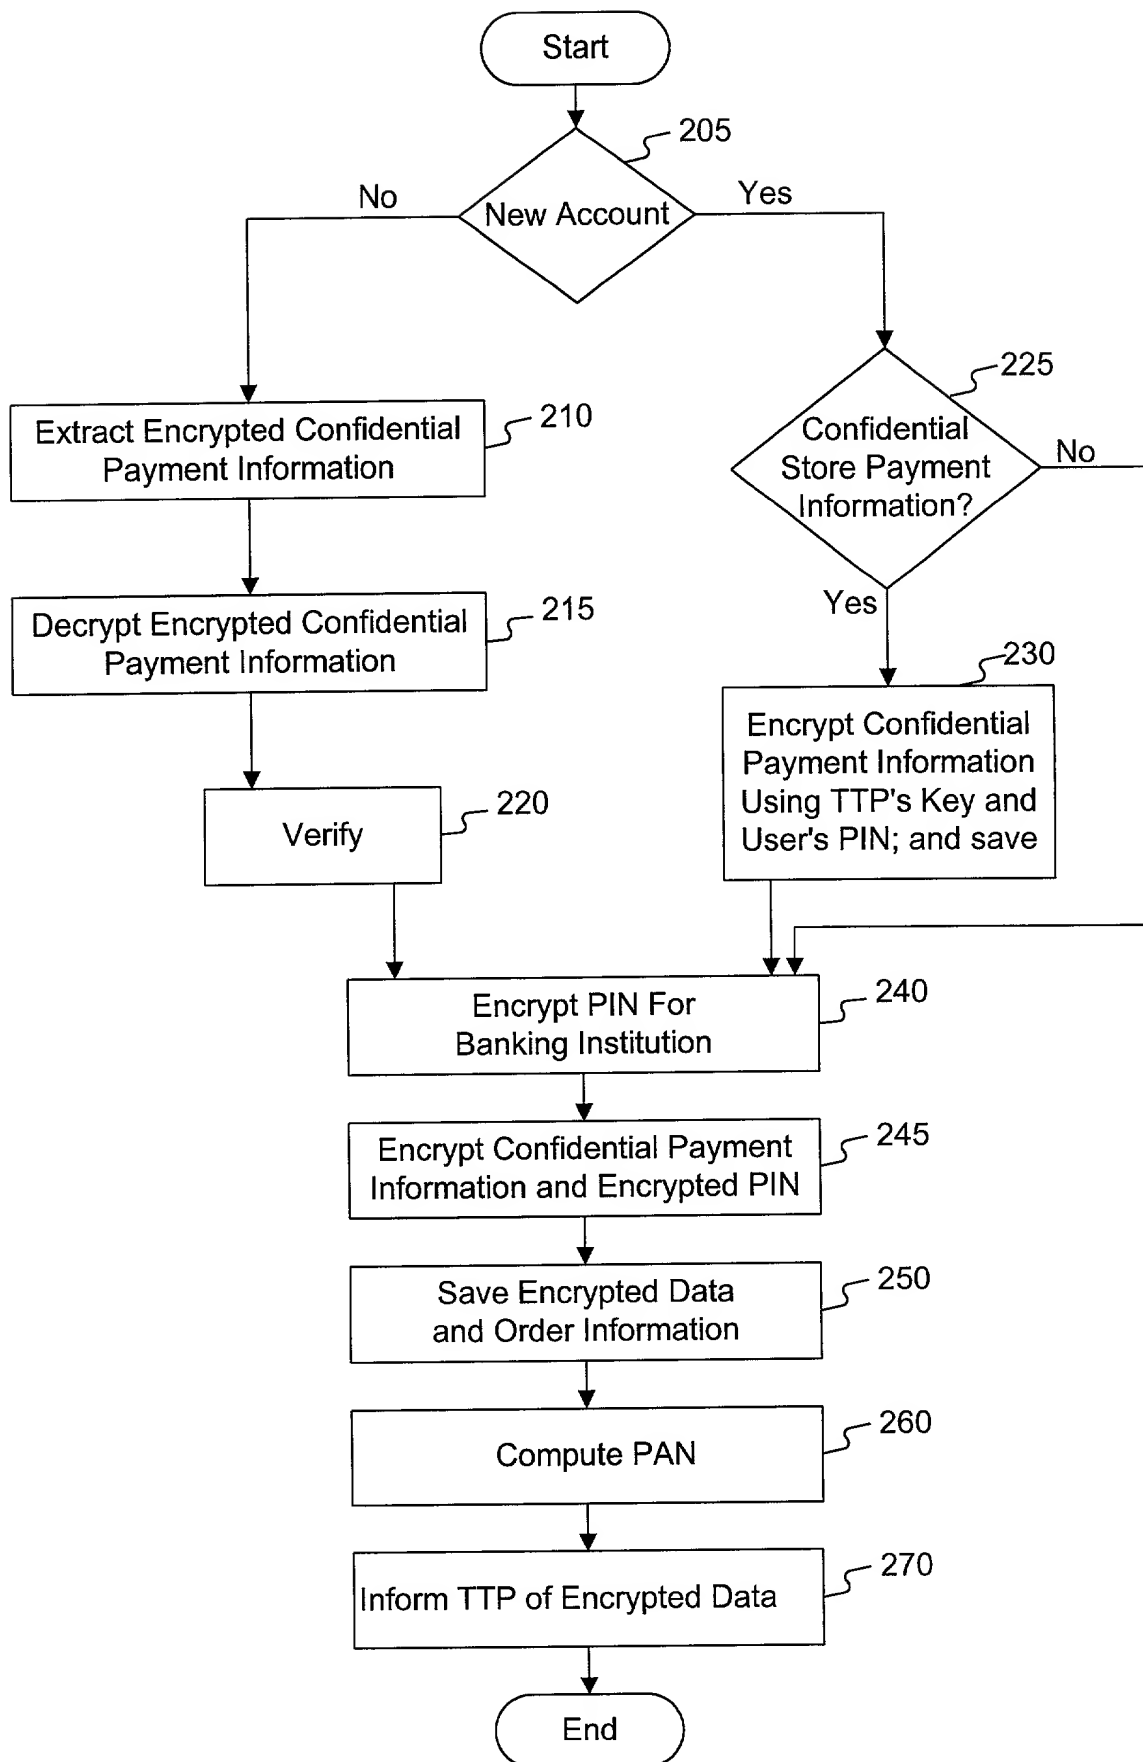 Start
205
No
Yes
New Account
225
Confidential
Store Payment
Information?
No
Yes
210
Extract Encrypted Confidential
Payment Information
215
Decrypt Encrypted Confidential
Payment Information
230
Encrypt Confidential
Payment Information
Using TTP's Key and
User's PIN; and save
220
Verify
240
Encrypt PIN For
Banking Institution
245
Encrypt Confidential Payment
Information and Encrypted PIN
250
Save Encrypted Data
and Order Information
260
Compute PAN
270
Inform TTP of Encrypted Data
End